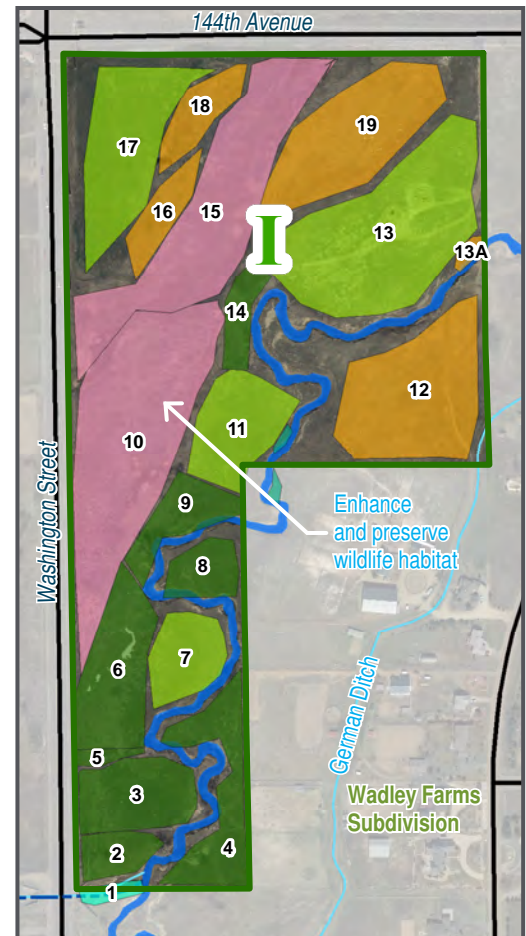 144th Avenue
18
17
19
16
15
13
I
13A
14
12
11
10
Washington Street
9
Enhance
and preserve
wildlife habitat
8
7
6
German Ditch
5
3
Wadley Farms
Subdivision
2
4
1